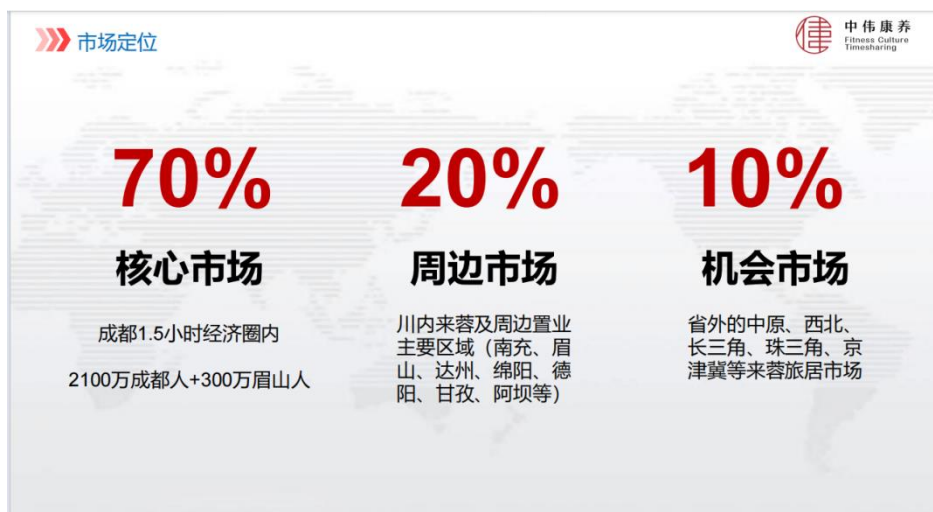 市场定位
中伟康养
Fitness Culture
Timesharing
70%
核心市场
成都1.5小时经济圈内
2100万成都人+300万眉山人
20%
周边市场
川内来蓉及周边置业
主要区域（南充、眉
山、达州、绵阳、德
阳、甘孜、阿坝等）
10%
机会市场
省外的中原、西北、
长三角、珠三角、京
津冀等来蓉旅居市场